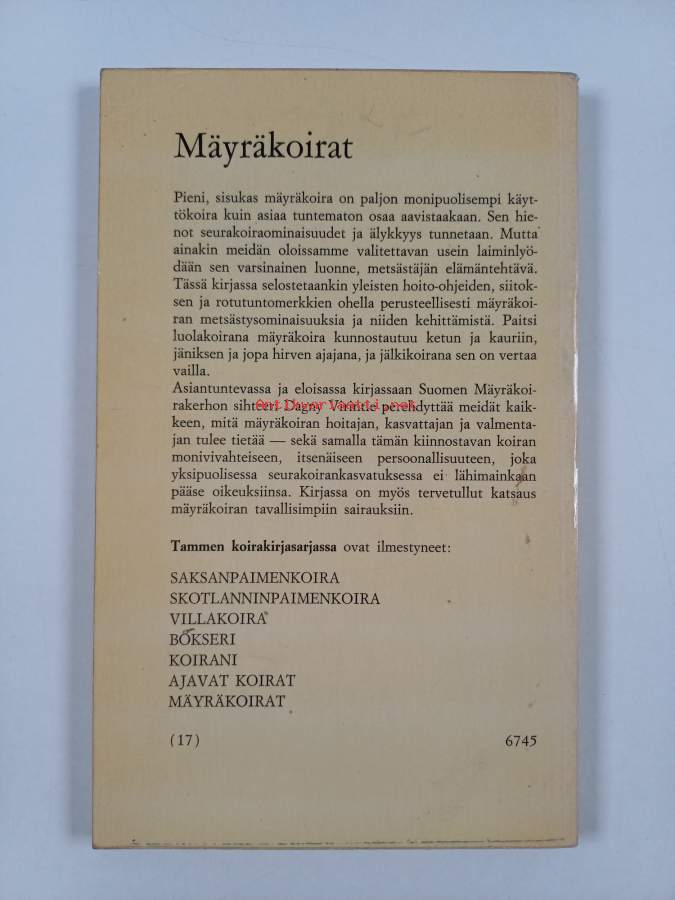 Mäyräkoirat
Pieni, sisukas mäyräkoira on paljon monipuolisempi käyt-
tökoira kuin asiaa tuntematon osaa aavistaakaan. Sen hie-
not seurakoiraominaisuudet ja älykkyys tunnetaan. Mutta
ainakin meidän oloissamme valitettavan usein laiminlyö-
dään sen varsinainen luonne, metsästäjän elämäntehtävä.
Tässä kirjassa selostetaankin yleisten hoito-ohjeiden, siitok-
sen ja rotutuntomerkkien ohella perusteellisesti mäyräkoi-
ran metsästysominaisuuksia ja niiden kehittämistä. Paitsi
luolakoirana mäyräkoira kunnostautuu ketun ja kauriin,
jäniksen ja jopa hirven ajajana, ja jälkikoirana sen on vertaa
vailla.
Asiantuntevassa ja eloisassa kirjassaan Suomen Mäyräkoi-
rakerhon sihteeri Dagny perehdyttää meidät kaik-
Antikvariaatti.net
keen, mitä mäyräkoiran hoitajan, kasvattajan ja valmenta-
jan tulee tietää — sekä samalla tämän kiinnostavan koiran
monivivahteiseen, itsenäiseen persoonallisuuteen, joka
yksipuolisessa seurakoirankasvatuksessa ei lähimainkaan
pääse oikeuksiinsa. Kirjassa on myös tervetullut katsaus
mäyräkoiran tavallisimpiin sairauksiin.
Tammen koirakirjasarjassa ovat ilmestyneet:
SAKSANPAIMENKOIRA
SKOTLANNINPAIMENKOIRA
VILLAKOIRA
BOKSERI
KOIRANI
AJAVAT KOIRAT
MÄYRÄKOIRAT
(17) 6745